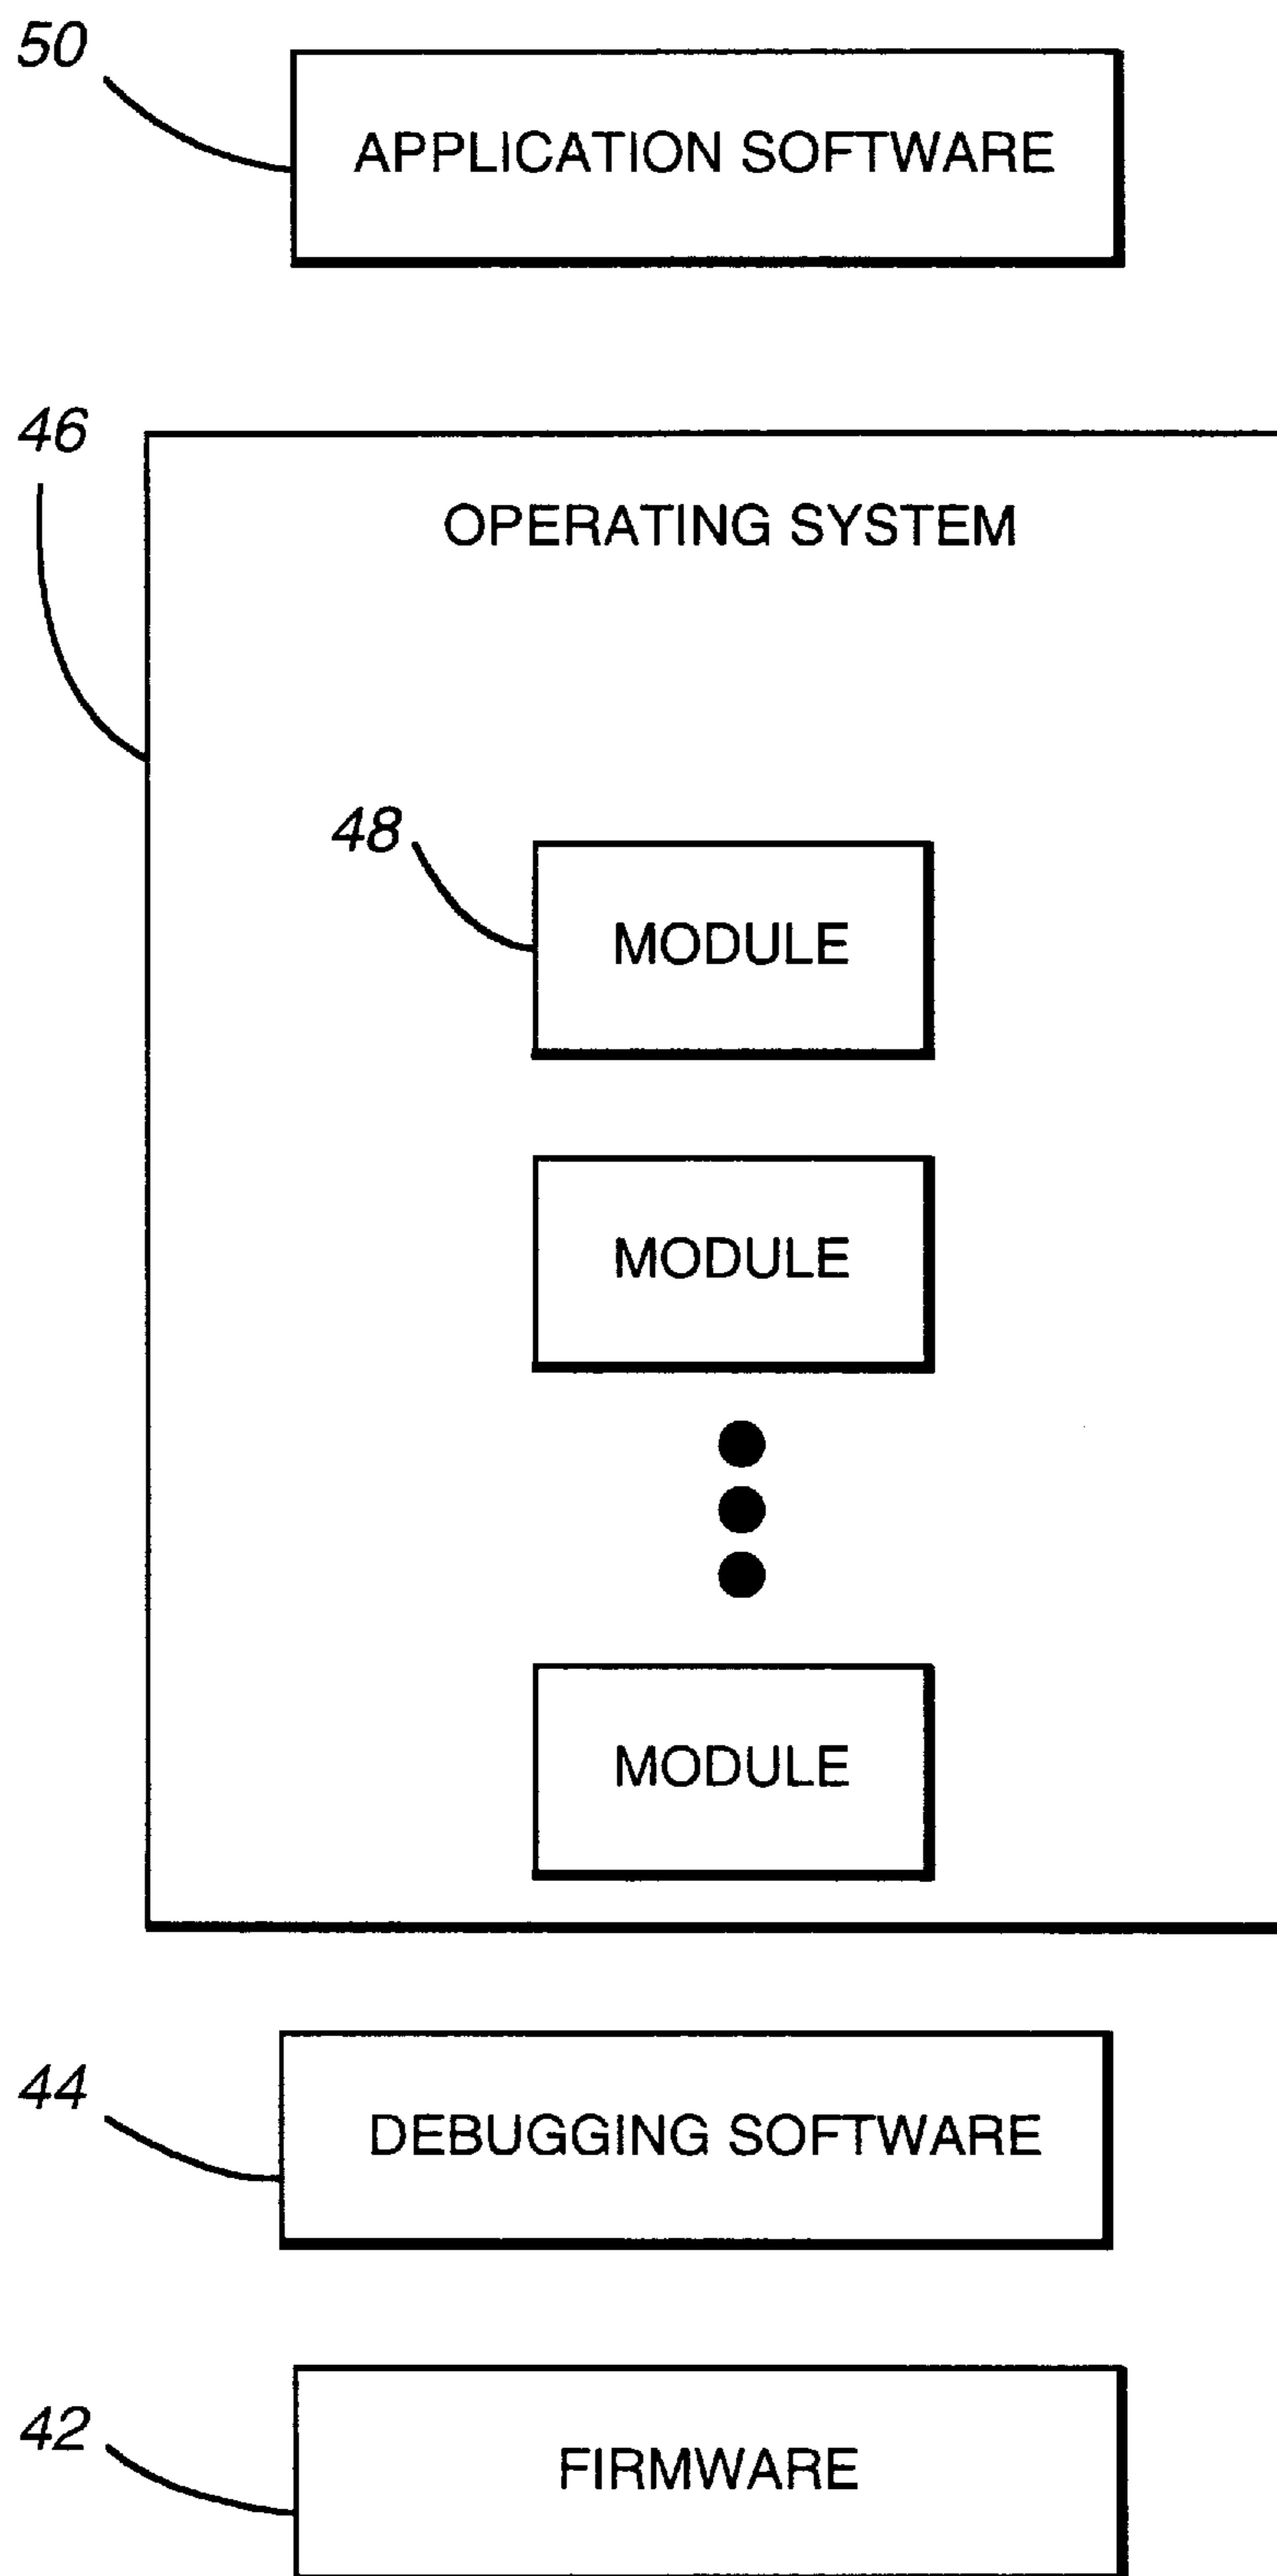 50
APPLICATION SOFTWARE
46
OPERATING SYSTEM
48
MODULE
MODULE
MODULE
44
DEBUGGING SOFTWARE
42
FIRMWARE